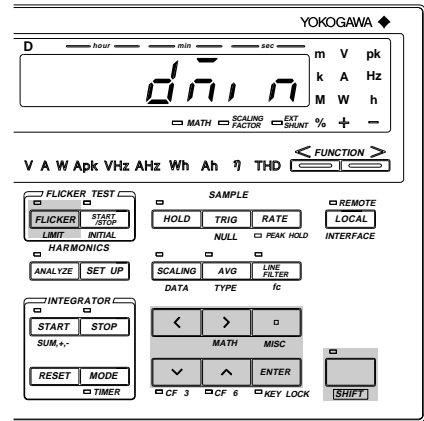 YOKOGAWA
D hour min sec m V pk
k A Hz
dmin
M W h
MATH SCALING FACTOR EXT SHUNT % + −
< FUNCTION >
V A W Apk VHz AHz Wh Ah η THD
FLICKER TEST SAMPLE
REMOTE
FLICKER START /STOP HOLD TRIG RATE LOCAL
LIMIT INITIAL NULL PEAK HOLD INTERFACE
HARMONICS
ANALYZE SET UP SCALING AVG LINE FILTER
DATA TYPE fc
INTEGRATOR
START STOP < >
SUM,+,- MATH MISC
RESET MODE ENTER
TIMER CF 3 CF 6 KEY LOCK SHIFT